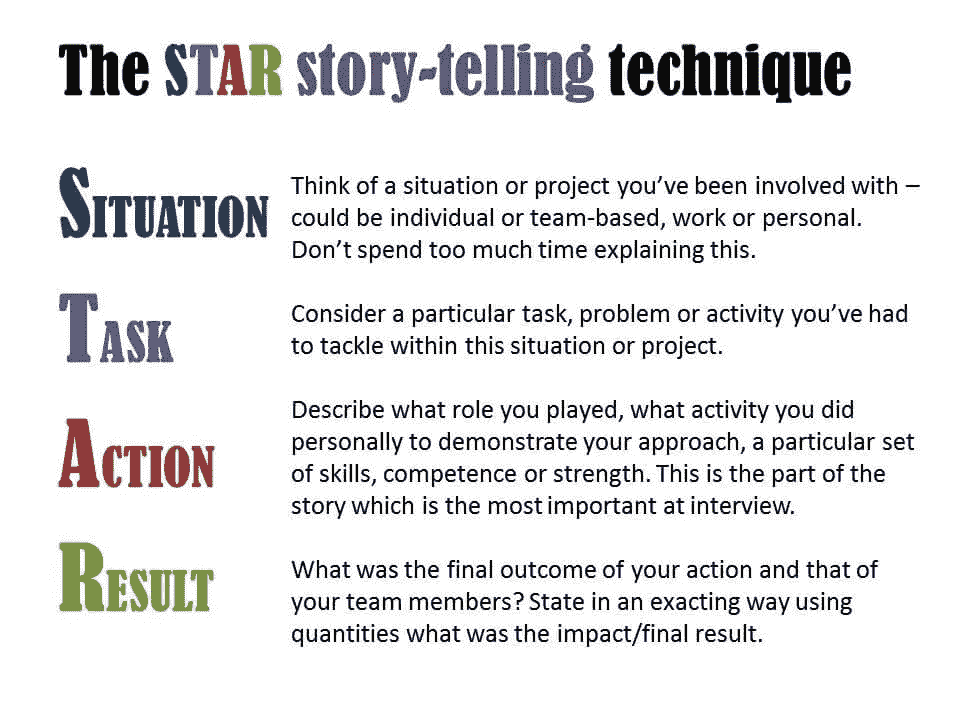 The STAR story-telling technique
SITUATION
Think of a situation or project you’ve been involved with –
could be individual or team-based, work or personal.
Don’t spend too much time explaining this.
TASK
Consider a particular task, problem or activity you’ve had
to tackle within this situation or project.
ACTION
Describe what role you played, what activity you did
personally to demonstrate your approach, a particular set
of skills, competence or strength. This is the part of the
story which is the most important at interview.
RESULT
What was the final outcome of your action and that of
your team members? State in an exacting way using
quantities what was the impact/final result.